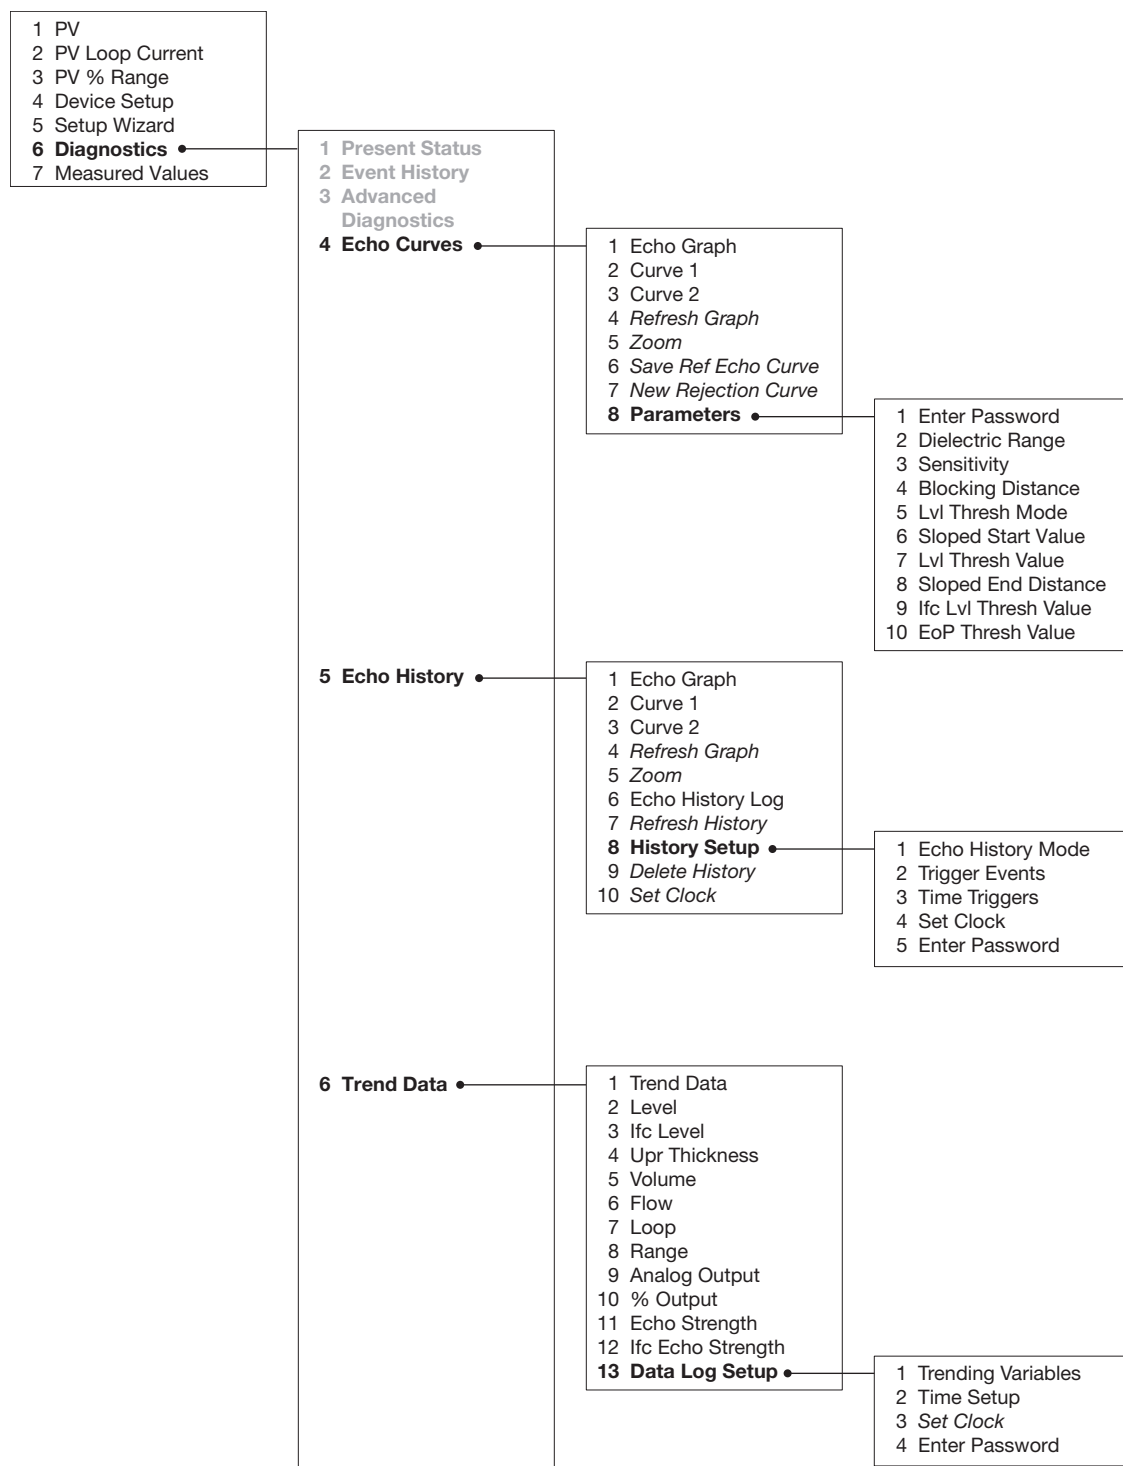 1 PV
2 PV Loop Current
3 PV % Range
4 Device Setup
5 Setup Wizard
6 Diagnostics
7 Measured Values
1 Present Status
2 Event History
3 Advanced
Diagnostics
4 Echo Curves
1 Echo Graph
2 Curve 1
3 Curve 2
4 Refresh Graph
5 Zoom
6 Save Ref Echo Curve
7 New Rejection Curve
8 Parameters
1 Enter Password
2 Dielectric Range
3 Sensitivity
4 Blocking Distance
5 Lvl Thresh Mode
6 Sloped Start Value
7 Lvl Thresh Value
8 Sloped End Distance
9 Ifc Lvl Thresh Value
10 EoP Thresh Value
5 Echo History
1 Echo Graph
2 Curve 1
3 Curve 2
4 Refresh Graph
5 Zoom
6 Echo History Log
7 Refresh History
8 History Setup
9 Delete History
10 Set Clock
1 Echo History Mode
2 Trigger Events
3 Time Triggers
4 Set Clock
5 Enter Password
6 Trend Data
1 Trend Data
2 Level
3 Ifc Level
4 Upr Thickness
5 Volume
6 Flow
7 Loop
8 Range
9 Analog Output
10 % Output
11 Echo Strength
12 Ifc Echo Strength
13 Data Log Setup
1 Trending Variables
2 Time Setup
3 Set Clock
4 Enter Password